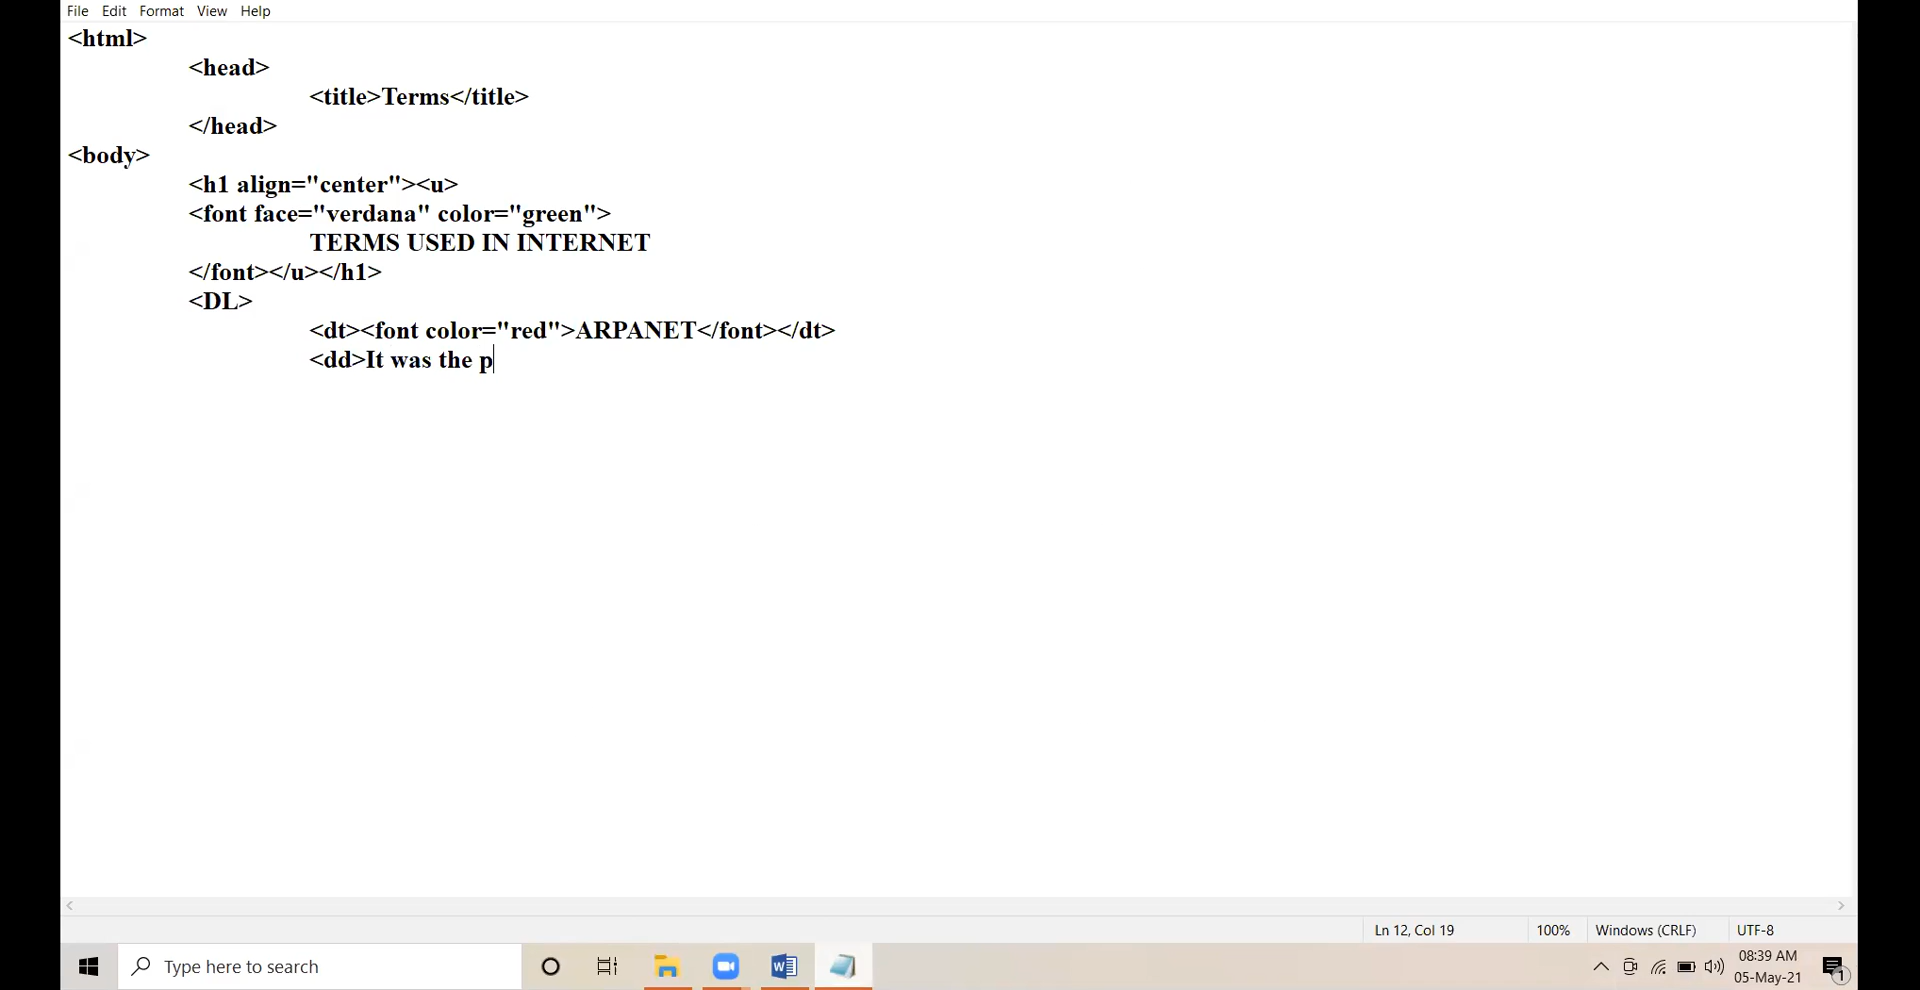 File Edit Format View Help
<html>
<head>
<title>Terms</title>
</head>
<body>
<h1 align="center"><u>
<font face="verdana" color="green">
TERMS USED IN INTERNET
</font></u></h1>
<DL>
<dt><font color="red">ARPANET</font></dt>
<dd>It was the p
Ln 12, Col 19 100% Windows (CRLF) UTF-8
Type here to search
08:39 AM
05-May-21
1